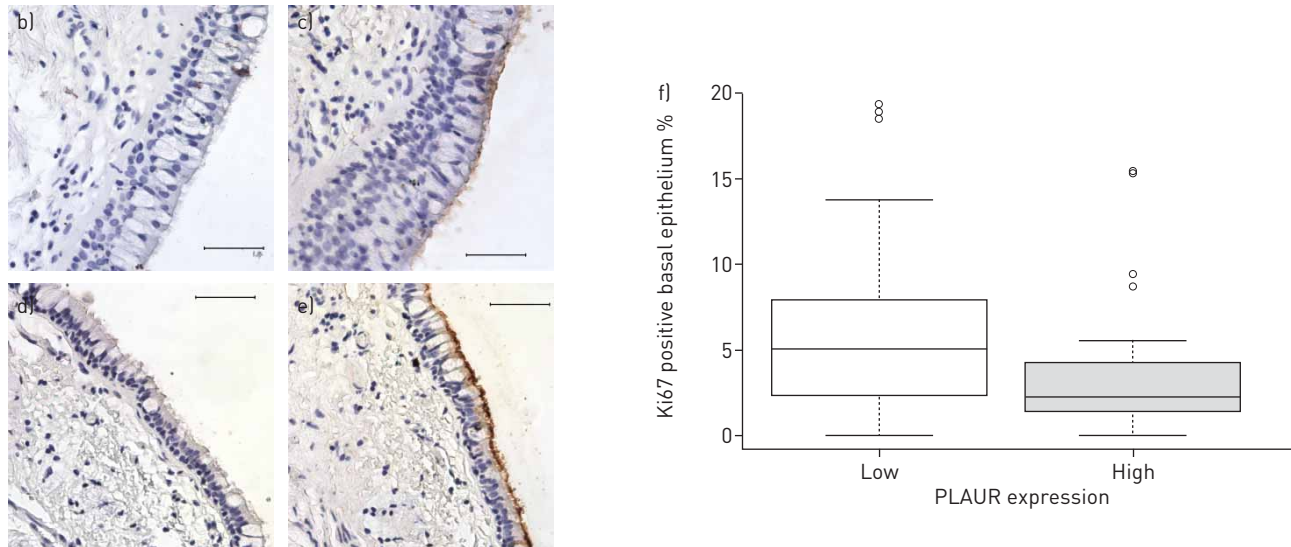 b)
c)
d)
e)
f)
Ki67 positive basal epithelium %
20
15
10
5
0
Low
High
PLAUR expression